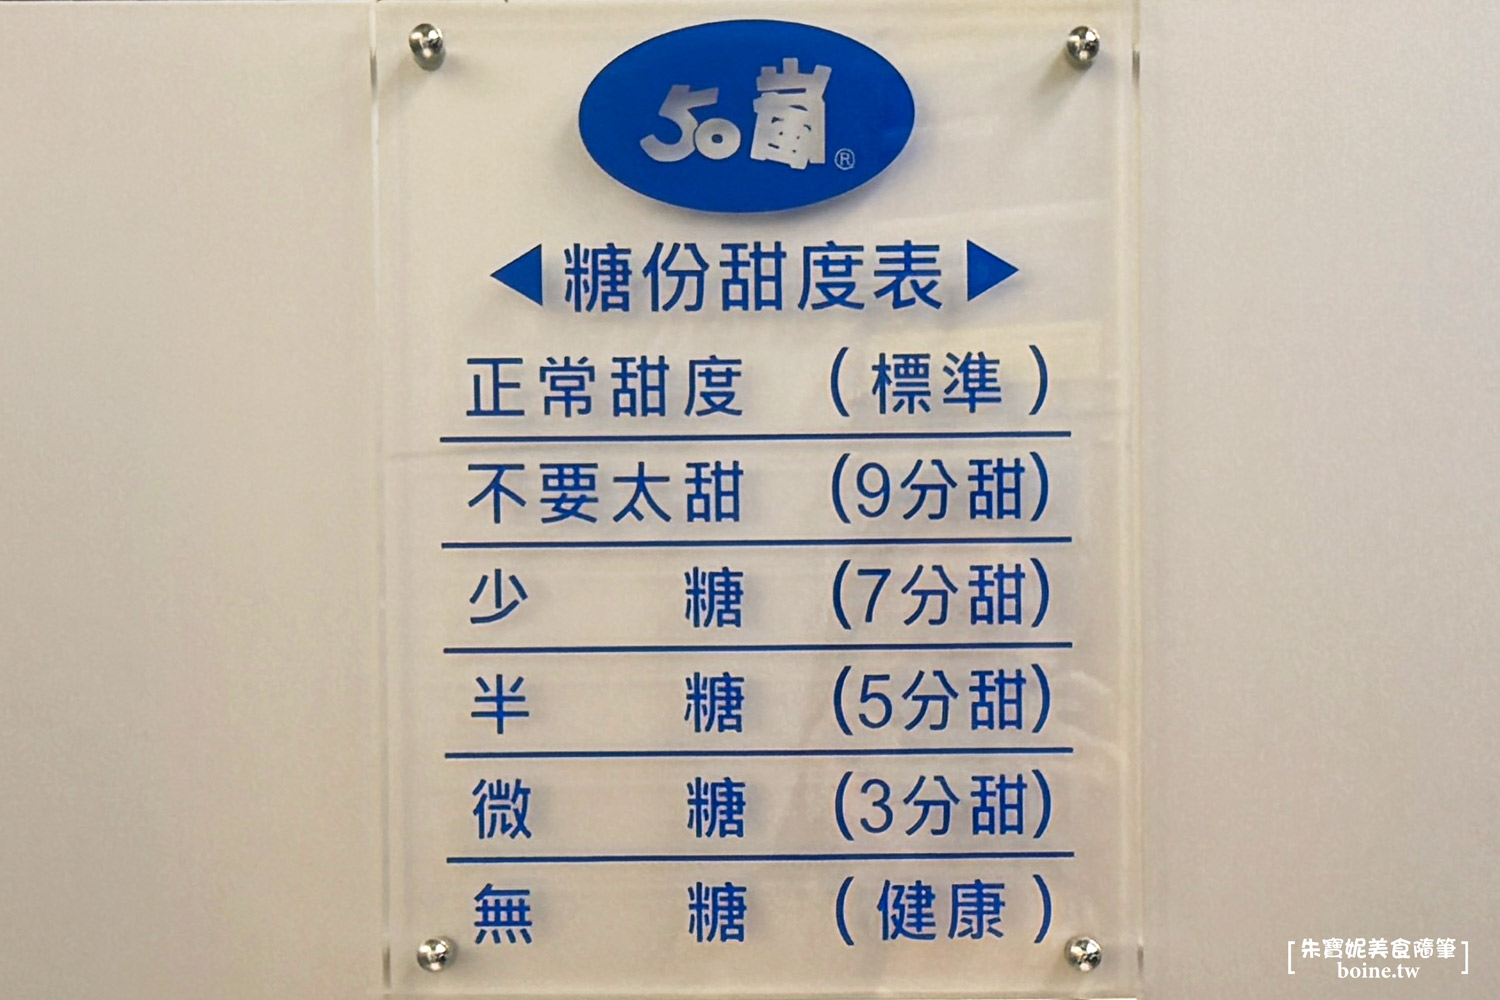 50嵐®
◀糖份甜度表▶
正常甜度 (標準)
不要太甜 (9分甜)
少糖 (7分甜)
半糖 (5分甜)
微糖 (3分甜)
無糖 (健康)
[朱寶妮美食隨筆]
boine.tw